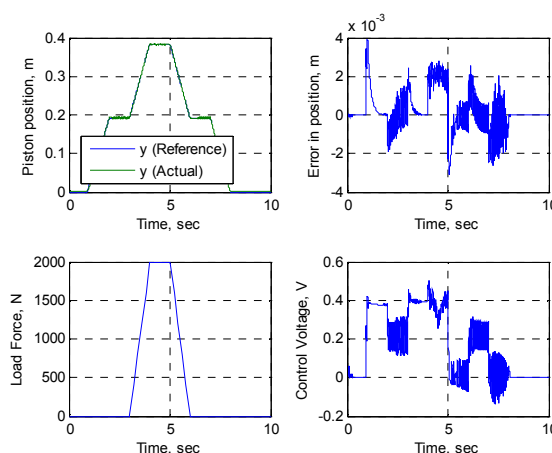 0.4
0.3
0.2
0.1
0
Piston position, m
y (Reference)
y (Actual)
0
5
10
Time, sec
x 10⁻³
4
2
0
-2
-4
Error in position, m
0
5
10
Time, sec
2000
1500
1000
500
0
Load Force, N
0
5
10
Time, sec
0.6
0.4
0.2
0
-0.2
Control Voltage, V
0
5
10
Time, sec